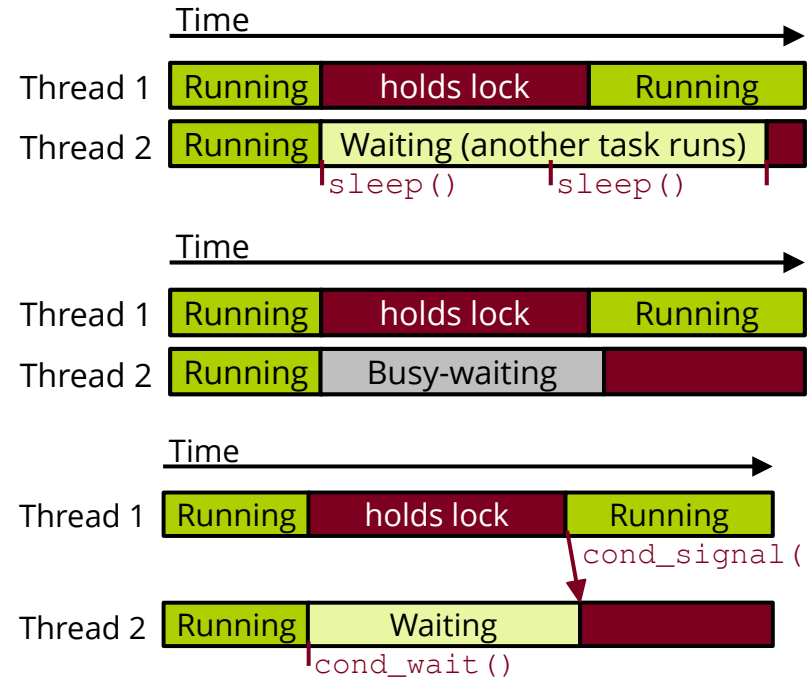 Time
Thread 1 Running holds lock Running
Thread 2 Running Waiting (another task runs)
sleep() sleep()
Time
Thread 1 Running holds lock Running
Thread 2 Running Busy-waiting
Time
Thread 1 Running holds lock Running
cond_signal(
Thread 2 Running Waiting
cond_wait()